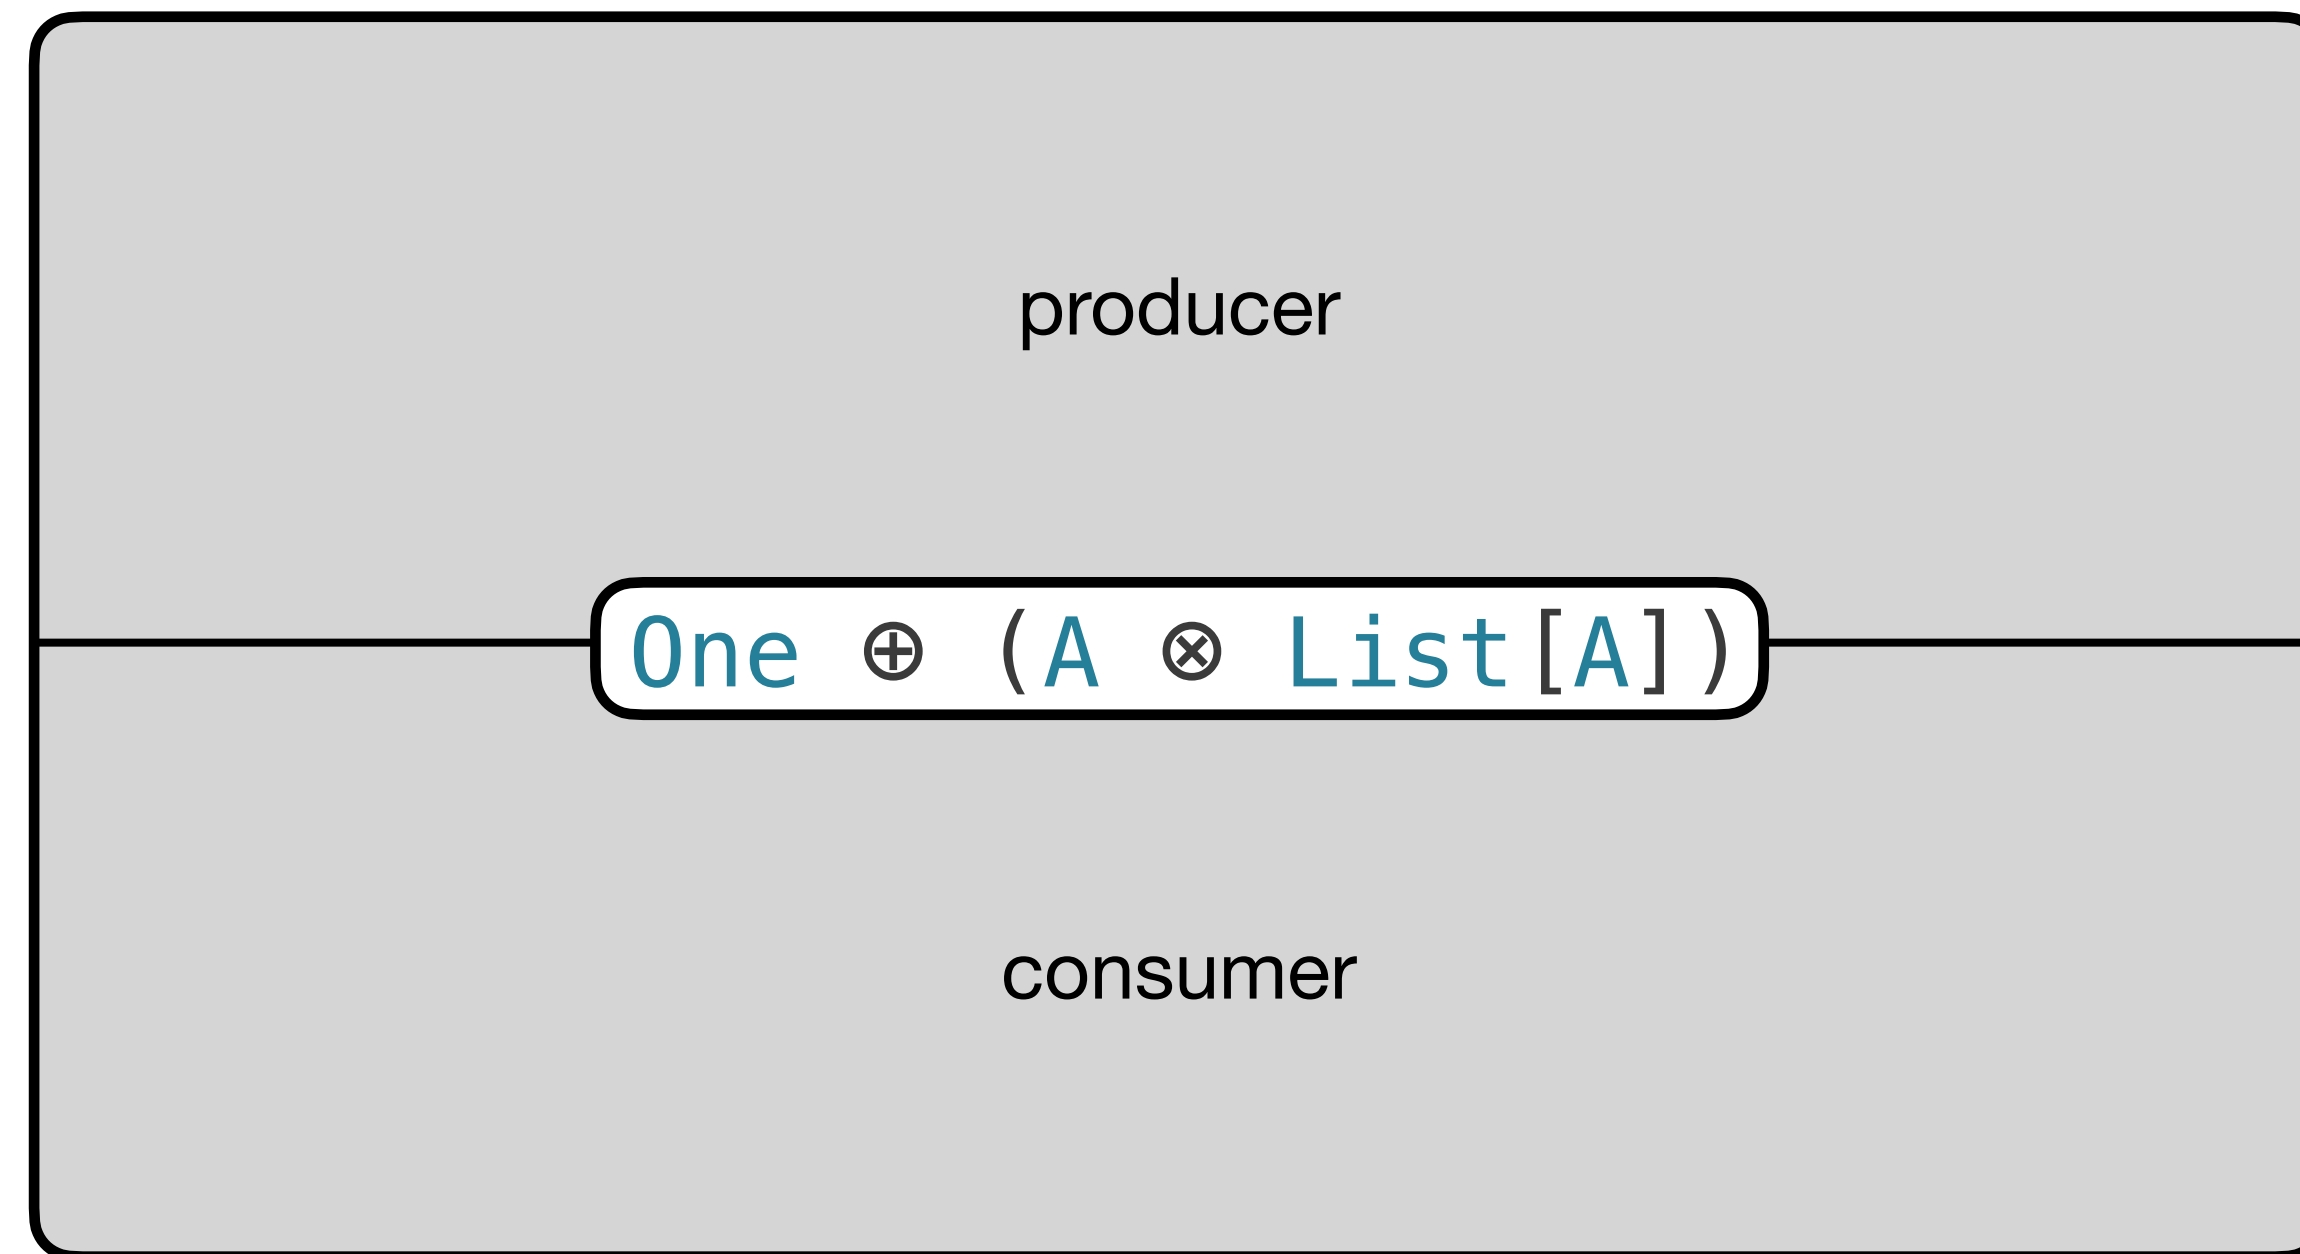 producer
One ⊕ (A ⊗ List[A])
consumer